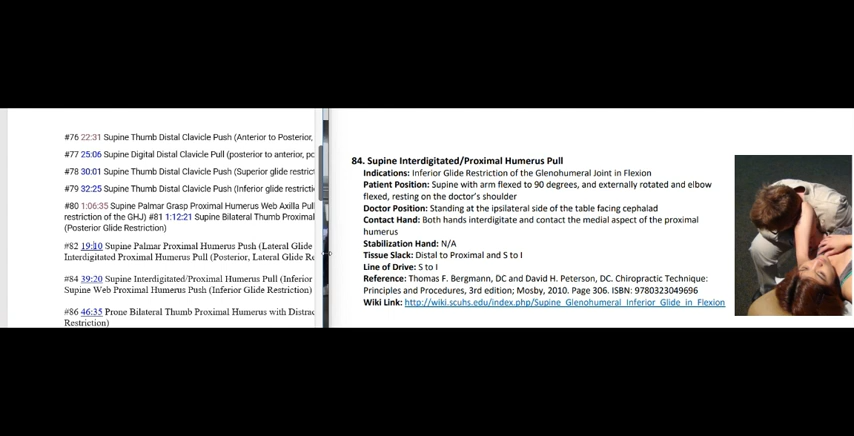 #76 22:31 Supine Thumb Distal Clavicle Push (Anterior to Posterior,
#77 25:06 Supine Digital Distal Clavicle Pull (posterior to anterior, po
#78 30:01 Supine Thumb Distal Clavicle Push (Superior glide restrict
#79 32:25 Supine Thumb Distal Clavicle Push (Inferior glide restricti
#80 1:06:35 Supine Palmar Grasp Proximal Humerus Web Axilla Pul
restriction of the GHJ) #81 1:12:21 Supine Bilateral Thumb Proximal
(Posterior Glide Restriction)
#82 19:10 Supine Palmar Proximal Humerus Push (Lateral Glide
Interdigitated Proximal Humerus Pull (Posterior, Lateral Glide Re
#84 39:20 Supine Interdigitated/Proximal Humerus Pull (Inferior
Supine Web Proximal Humerus Push (Inferior Glide Restriction)
#86 46:35 Prone Bilateral Thumb Proximal Humerus with Distrac
Restriction)
84. Supine Interdigitated/Proximal Humerus Pull
Indications: Inferior Glide Restriction of the Glenohumeral Joint in Flexion
Patient Position: Supine with arm flexed to 90 degrees, and externally rotated and elbow
flexed, resting on the doctor's shoulder
Doctor Position: Standing at the ipsilateral side of the table facing cephalad
Contact Hand: Both hands interdigitate and contact the medial aspect of the proximal
humerus
Stabilization Hand: N/A
Tissue Slack: Distal to Proximal and S to I
Line of Drive: S to I
Reference: Thomas F. Bergmann, DC and David H. Peterson, DC. Chiropractic Technique:
Principles and Procedures, 3rd edition; Mosby, 2010. Page 306. ISBN: 9780323049696
Wiki Link: http://wiki.scuhs.edu/index.php/Supine_Glenohumeral_Inferior_Glide_in_Flexion